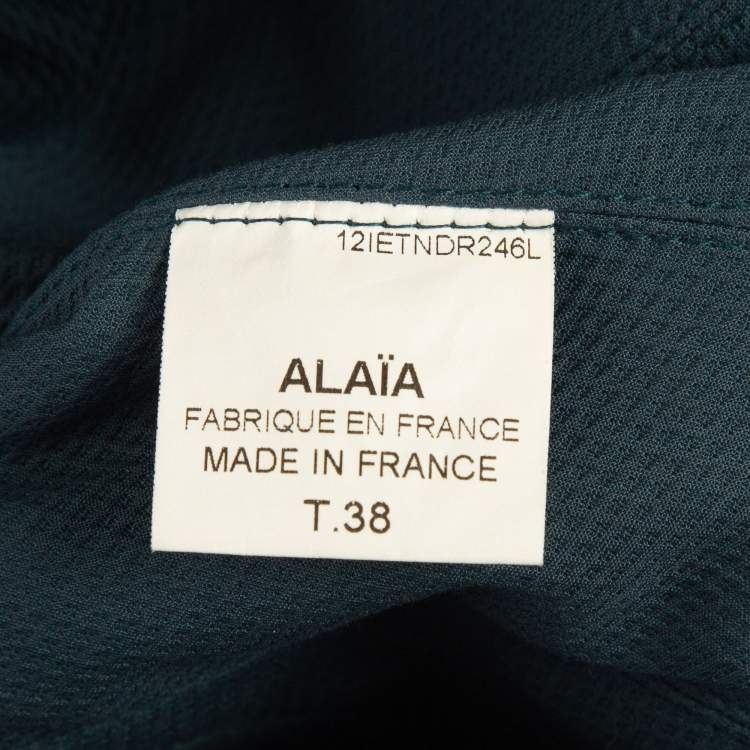 12IETNDR246L
ALAÏA
FABRIQUE EN FRANCE
MADE IN FRANCE
T.38